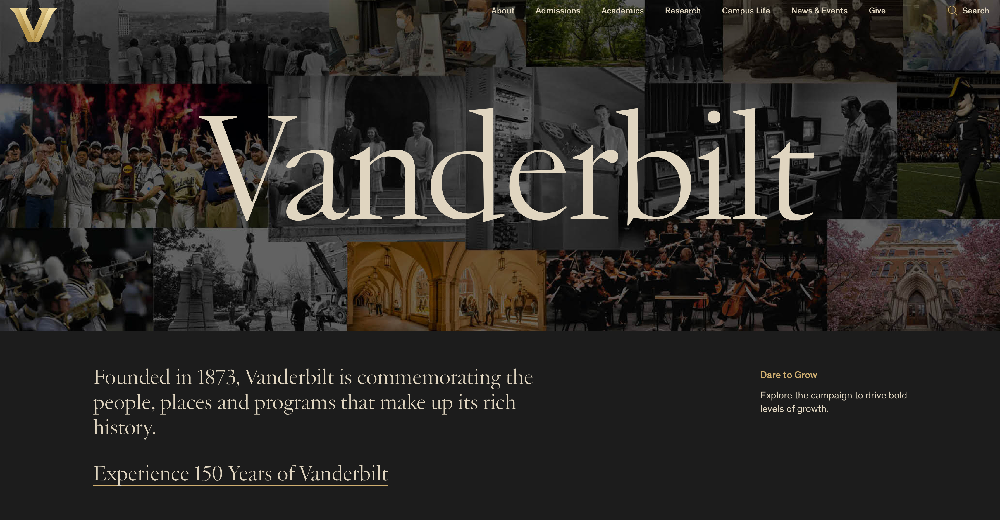 V
About Admissions Academics Research Campus Life News & Events Give Search
Vanderbilt
Founded in 1873, Vanderbilt is commemorating the
people, places and programs that make up its rich
history.
Experience 150 Years of Vanderbilt
Dare to Grow
Explore the campaign to drive bold
levels of growth.